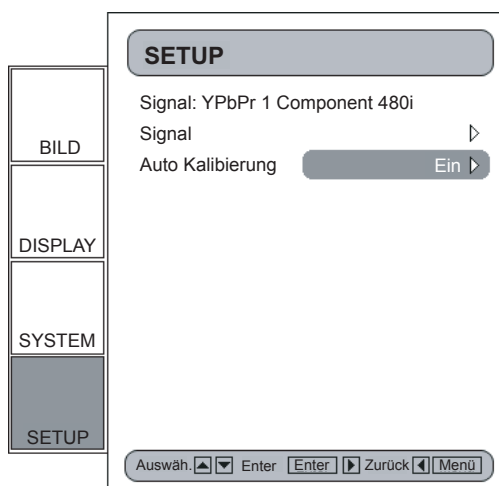 SETUP
Signal: YPbPr 1 Component 480i
Signal
Auto Kalibierung Ein
BILD
DISPLAY
SYSTEM
SETUP
Auswäh. Enter Enter Zurück Menü